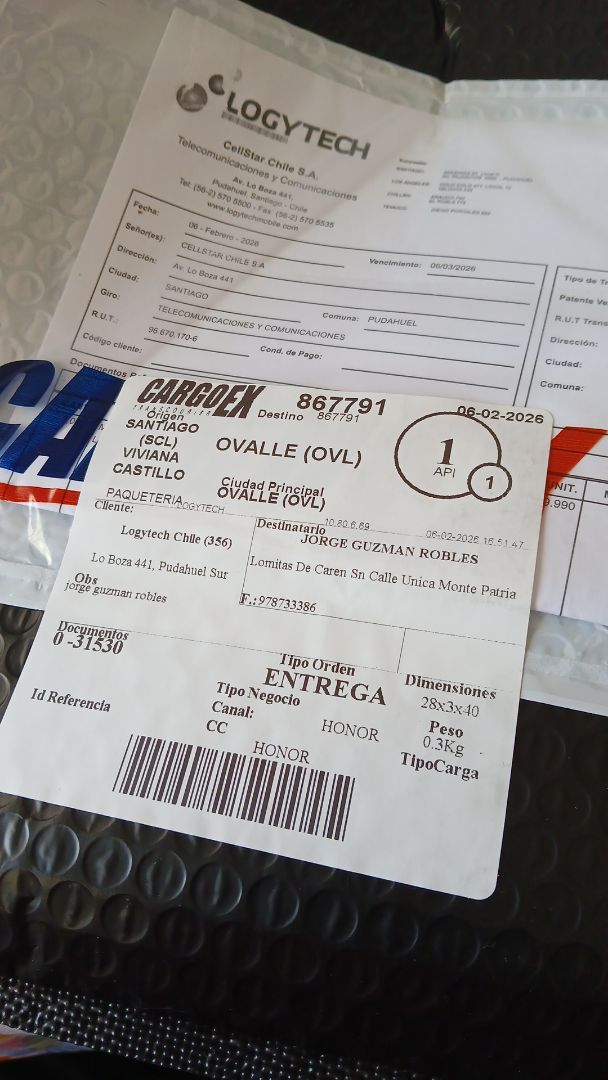 LOGYTECH
CellStar Chile S.A.
Telecomunicaciones y Comunicaciones
Av. Lo Boza 441,
Pudahuel, Santiago - Chile
Tel: (56-2) 570 5500 - Fax: (56-2) 570 5535
www.logytechmobile.com
Fecha: 06 - Febrero - 2026
Vencimiento: 06/03/2026
Señor(es): CELLSTAR CHILE S.A
Dirección: Av. Lo Boza 441
Ciudad: SANTIAGO
Comuna: PUDAHUEL
Giro: TELECOMUNICACIONES Y COMUNICACIONES
R.U.T.: 96.670.170-6
Cond. de Pago:
Código cliente:
Documentos
Tipo de Tr
Patente Ve
R.U.T Trans
Dirección:
Ciudad:
Comuna:
UNIT.
9.990
CA
CARGOEX
TRANSCOURIER
867791
06-02-2026
Origen
Destino 867791
SANTIAGO
(SCL)
VIVIANA
CASTILLO
OVALLE (OVL)
1
API
1
Ciudad Principal
OVALLE (OVL)
PAQUETERIA LOGYTECH
10.80.6.69
06-02-2026 16:51:47
Cliente:
Logytech Chile (356)
Lo Boza 441, Pudahuel Sur
Obs
jorge guzman robles
Destinatario
JORGE GUZMAN ROBLES
Lomitas De Caren Sn Calle Unica Monte Patria
F.:978733386
Documentos
0 -31530
Tipo Orden
ENTREGA
Dimensiones
28x3x40
Id Referencia
Tipo Negocio
Canal:
HONOR
CC
HONOR
Peso
0.3Kg
TipoCarga